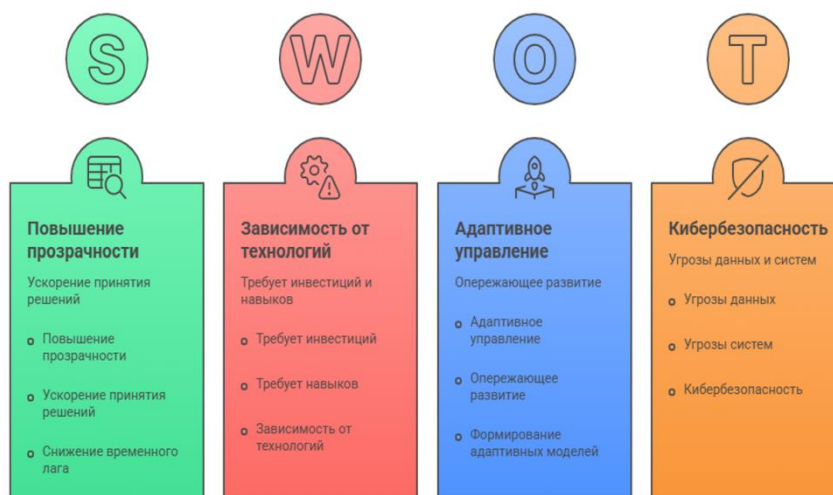 S
W
O
T
Повышение
прозрачности
Ускорение принятия
решений
Повышение
прозрачности
Ускорение принятия
решений
Снижение временного
лага
Зависимость от
технологий
Требует инвестиций и
навыков
Требует инвестиций
Требует навыков
Зависимость от
технологий
Адаптивное
управление
Опережающее развитие
Адаптивное
управление
Опережающее
развитие
Формирование
адаптивных моделей
Кибербезопасность
Угрозы данных и систем
Угрозы данных
Угрозы систем
Кибербезопасность